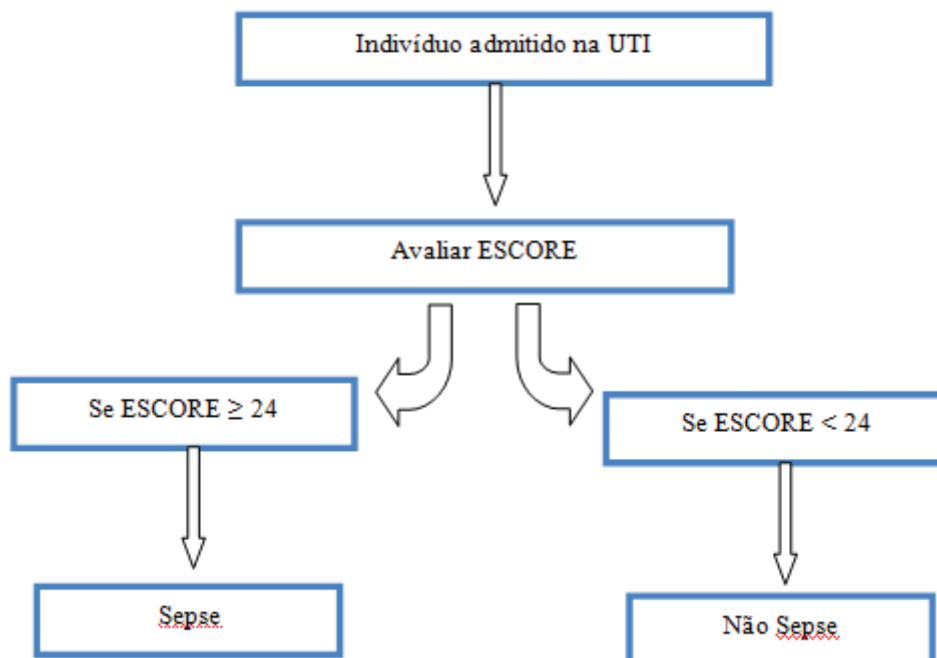 Indivíduo admitido na UTI
Avaliar ESCORE
Se ESCORE ≥ 24
Se ESCORE < 24
Sepse
Não Sepse